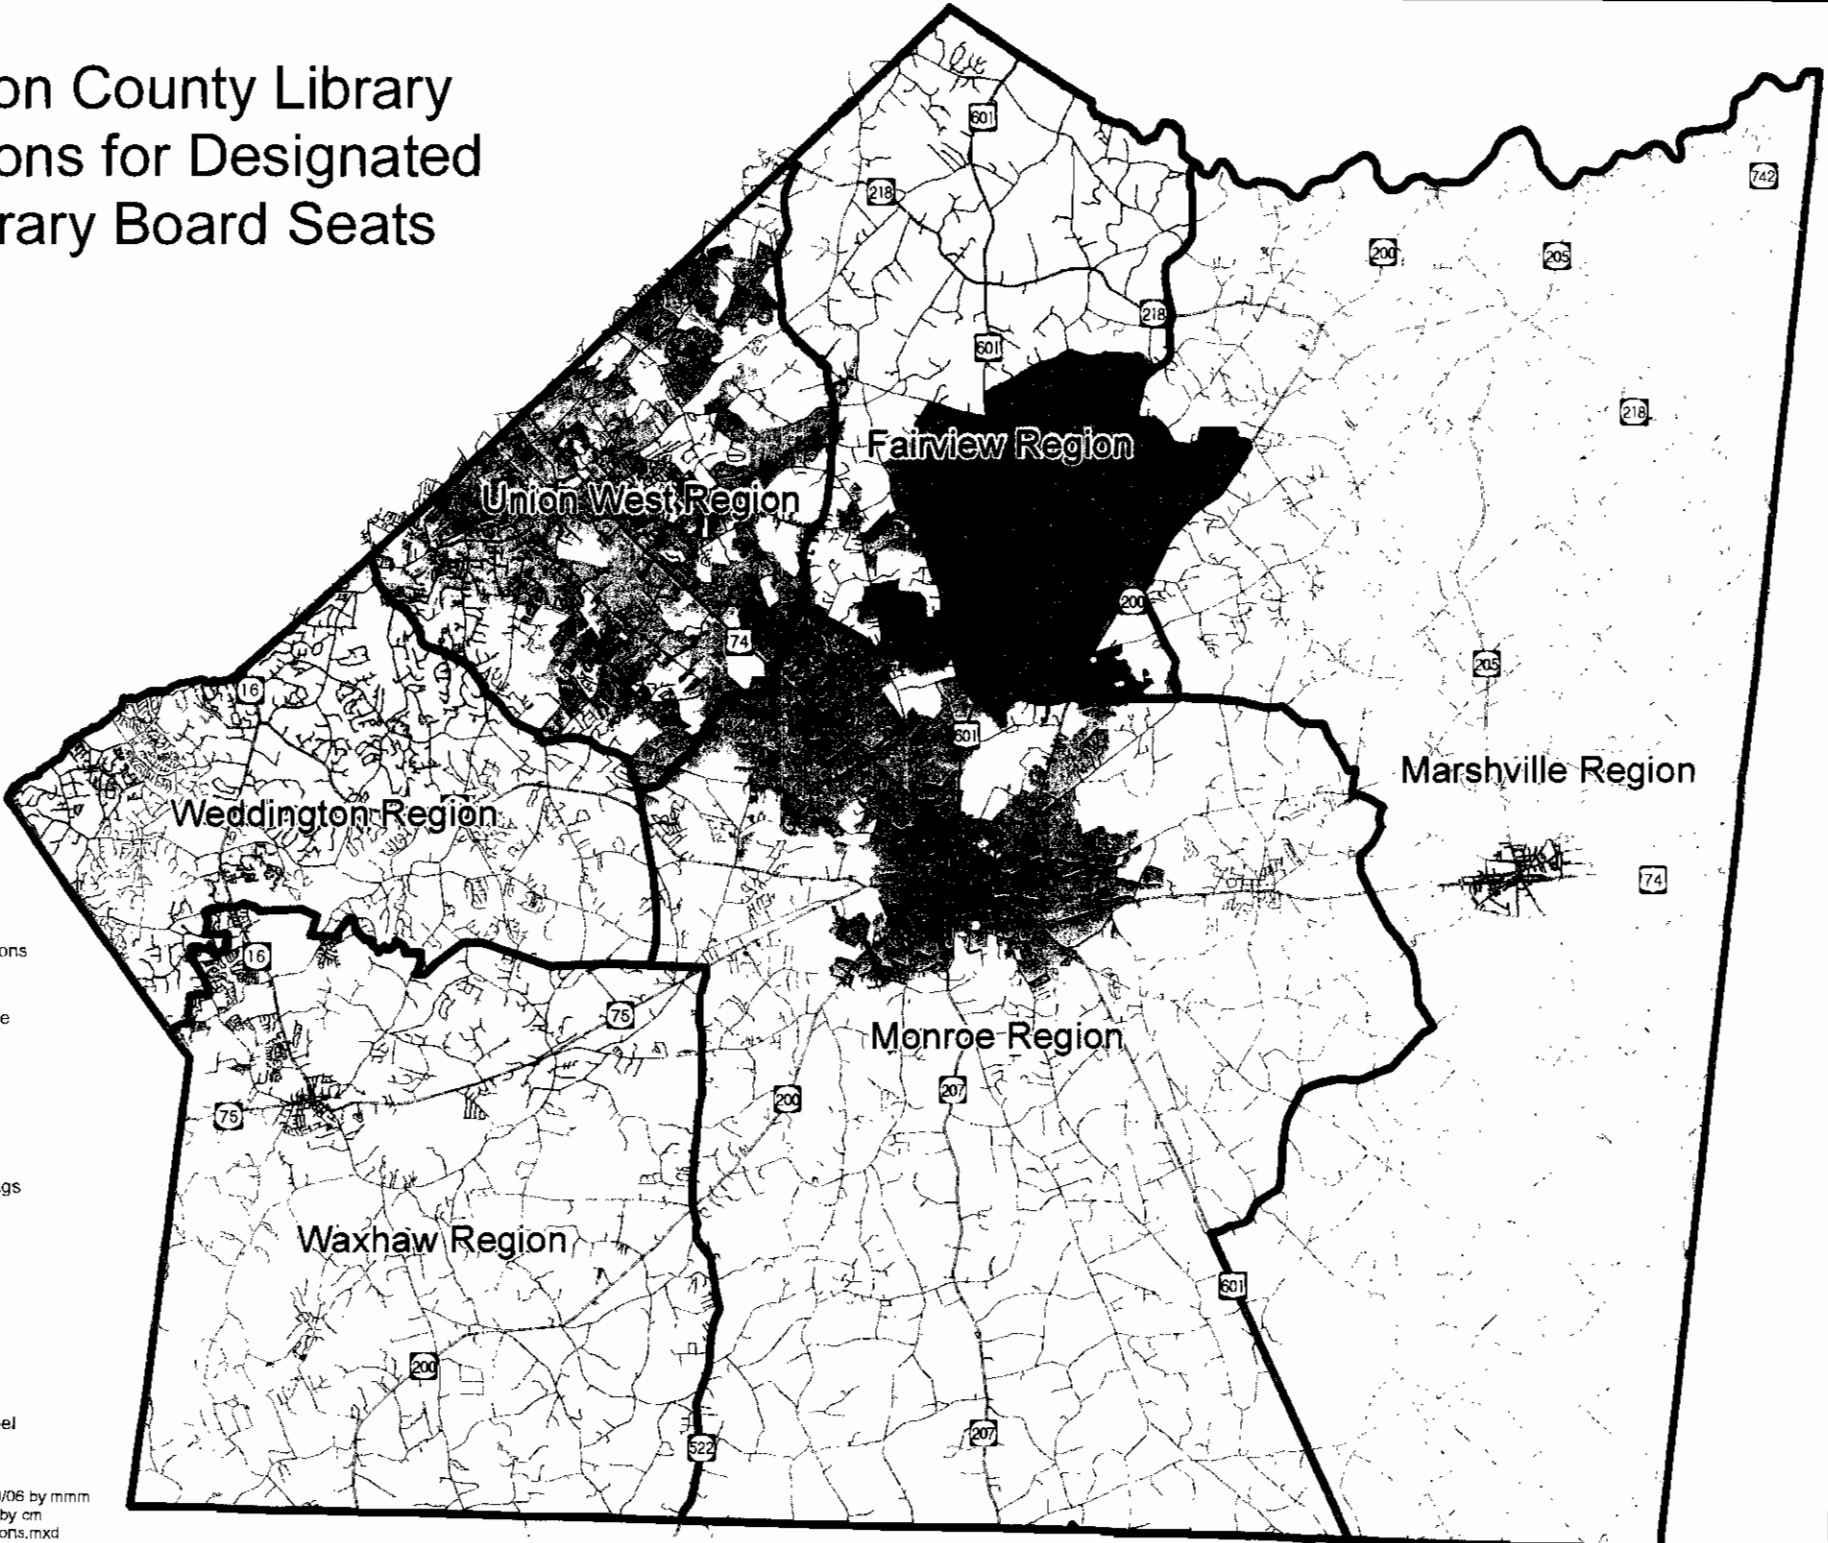 on County Library
ons for Designated
rary Board Seats
601
218
742
200
205
218
601
218
Fairview Region
Union West Region
200
74
205
16
601
Marshville Region
Weddington Region
74
ons
16
e
75
Monroe Region
200
207
75
gs
Waxhaw Region
601
200
el
207
522
/06 by mmm
by cm
ons.mxd